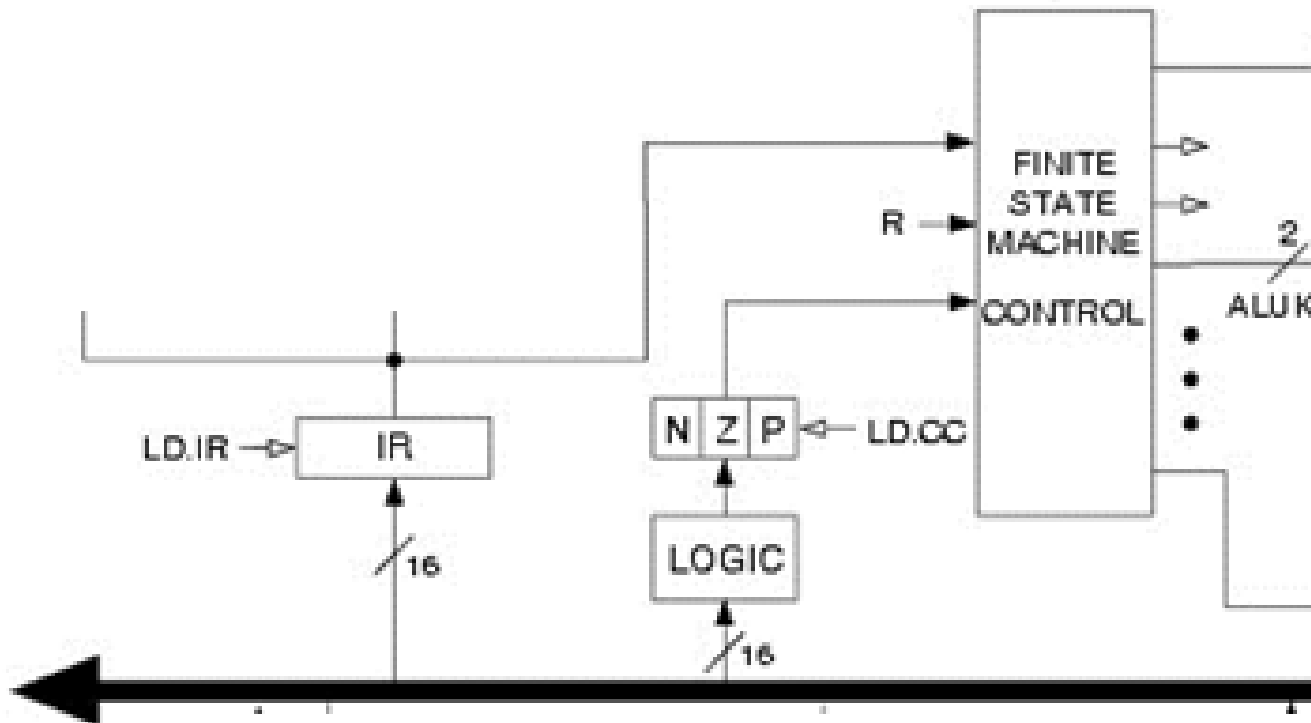 FINITE
STATE
MACHINE
CONTROL
R
2
ALUK
N Z P
LD.CC
LD.IR
IR
LOGIC
16
16